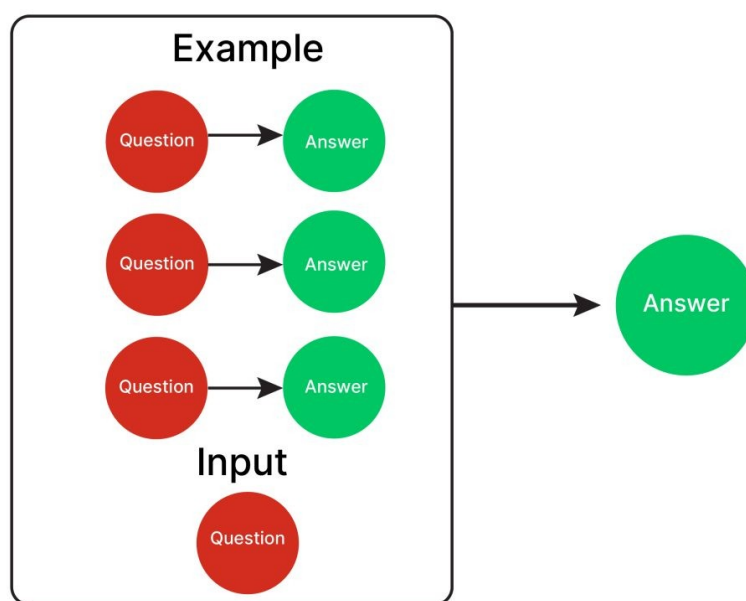 Example
Question Answer
Question Answer
Question Answer
Answer
Input
Question